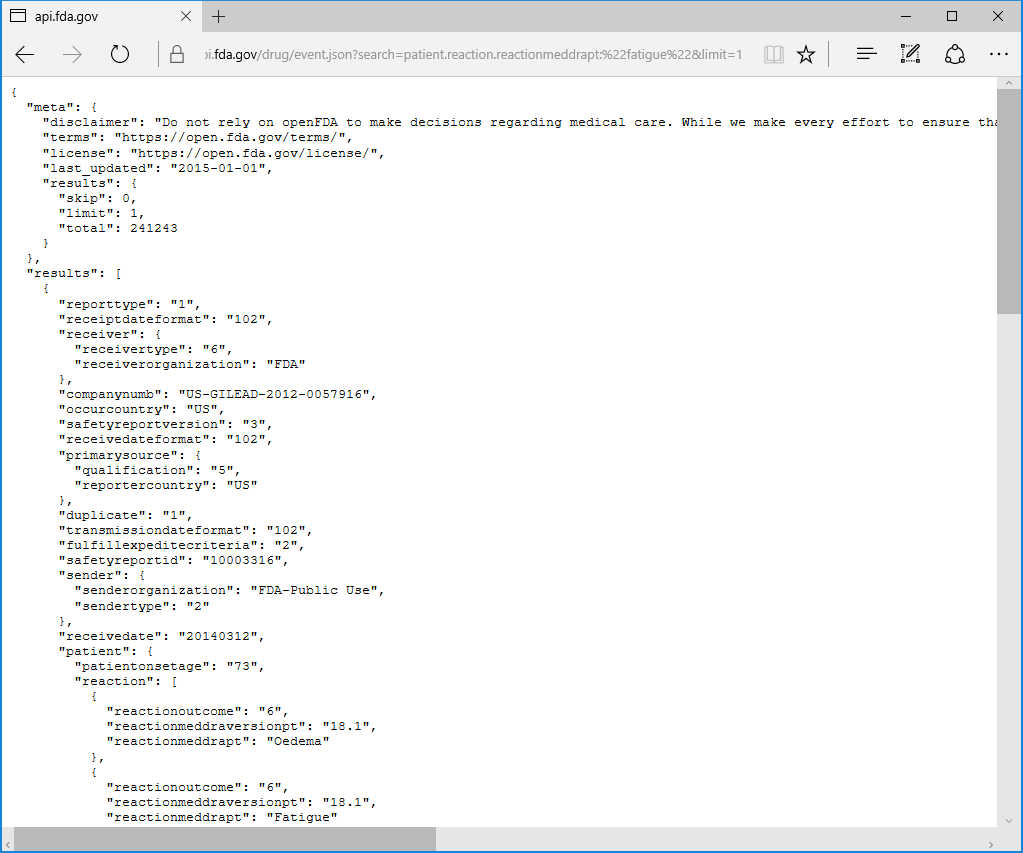 api.fda.gov
pi.fda.gov/drug/event.json?search=patient.reaction.reactionmeddrapt:%22fatigue%22&limit=1
{
  "meta": {
    "disclaimer": "Do not rely on openFDA to make decisions regarding medical care. While we make every effort to ensure tha
    "terms": "https://open.fda.gov/terms/",
    "license": "https://open.fda.gov/license/",
    "last_updated": "2015-01-01",
    "results": {
      "skip": 0,
      "limit": 1,
      "total": 241243
    }
  },
  "results": [
    {
      "reporttype": "1",
      "receiptdateformat": "102",
      "receiver": {
        "receivertype": "6",
        "receiverorganization": "FDA"
      },
      "companynumb": "US-GILEAD-2012-0057916",
      "occurcountry": "US",
      "safetyreportversion": "3",
      "receivedateformat": "102",
      "primarysource": {
        "qualification": "5",
        "reportercountry": "US"
      },
      "duplicate": "1",
      "transmissiondateformat": "102",
      "fulfillexpeditecriteria": "2",
      "safetyreportid": "10003316",
      "sender": {
        "senderorganization": "FDA-Public Use",
        "sendertype": "2"
      },
      "receivedate": "20140312",
      "patient": {
        "patientonsetage": "73",
        "reaction": [
          {
            "reactionoutcome": "6",
            "reactionmeddraversionpt": "18.1",
            "reactionmeddrapt": "Oedema"
          },
          {
            "reactionoutcome": "6",
            "reactionmeddraversionpt": "18.1",
            "reactionmeddrapt": "Fatigue"